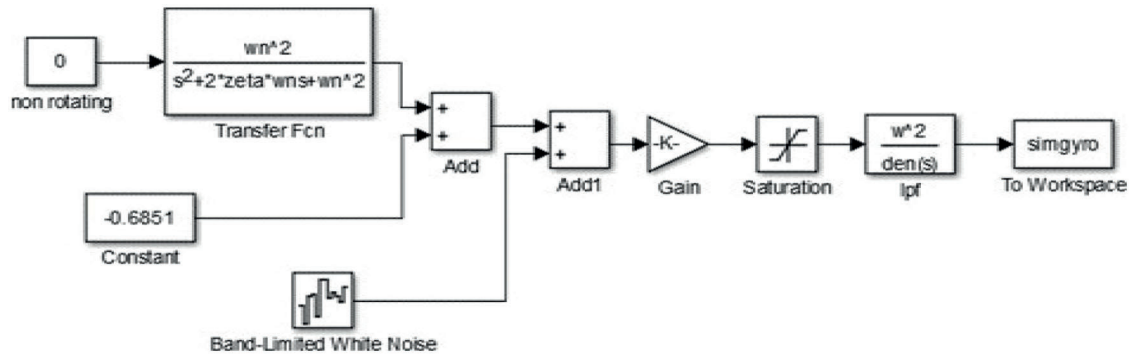 0
non rotating
wn^2
s^2+2*zeta*wns+wn^2
Transfer Fcn
-0.6851
Constant
+
+
Add
Band-Limited White Noise
+
+
Add1
-K-
Gain
Saturation
w^2
den(s)
lpf
simgyro
To Workspace